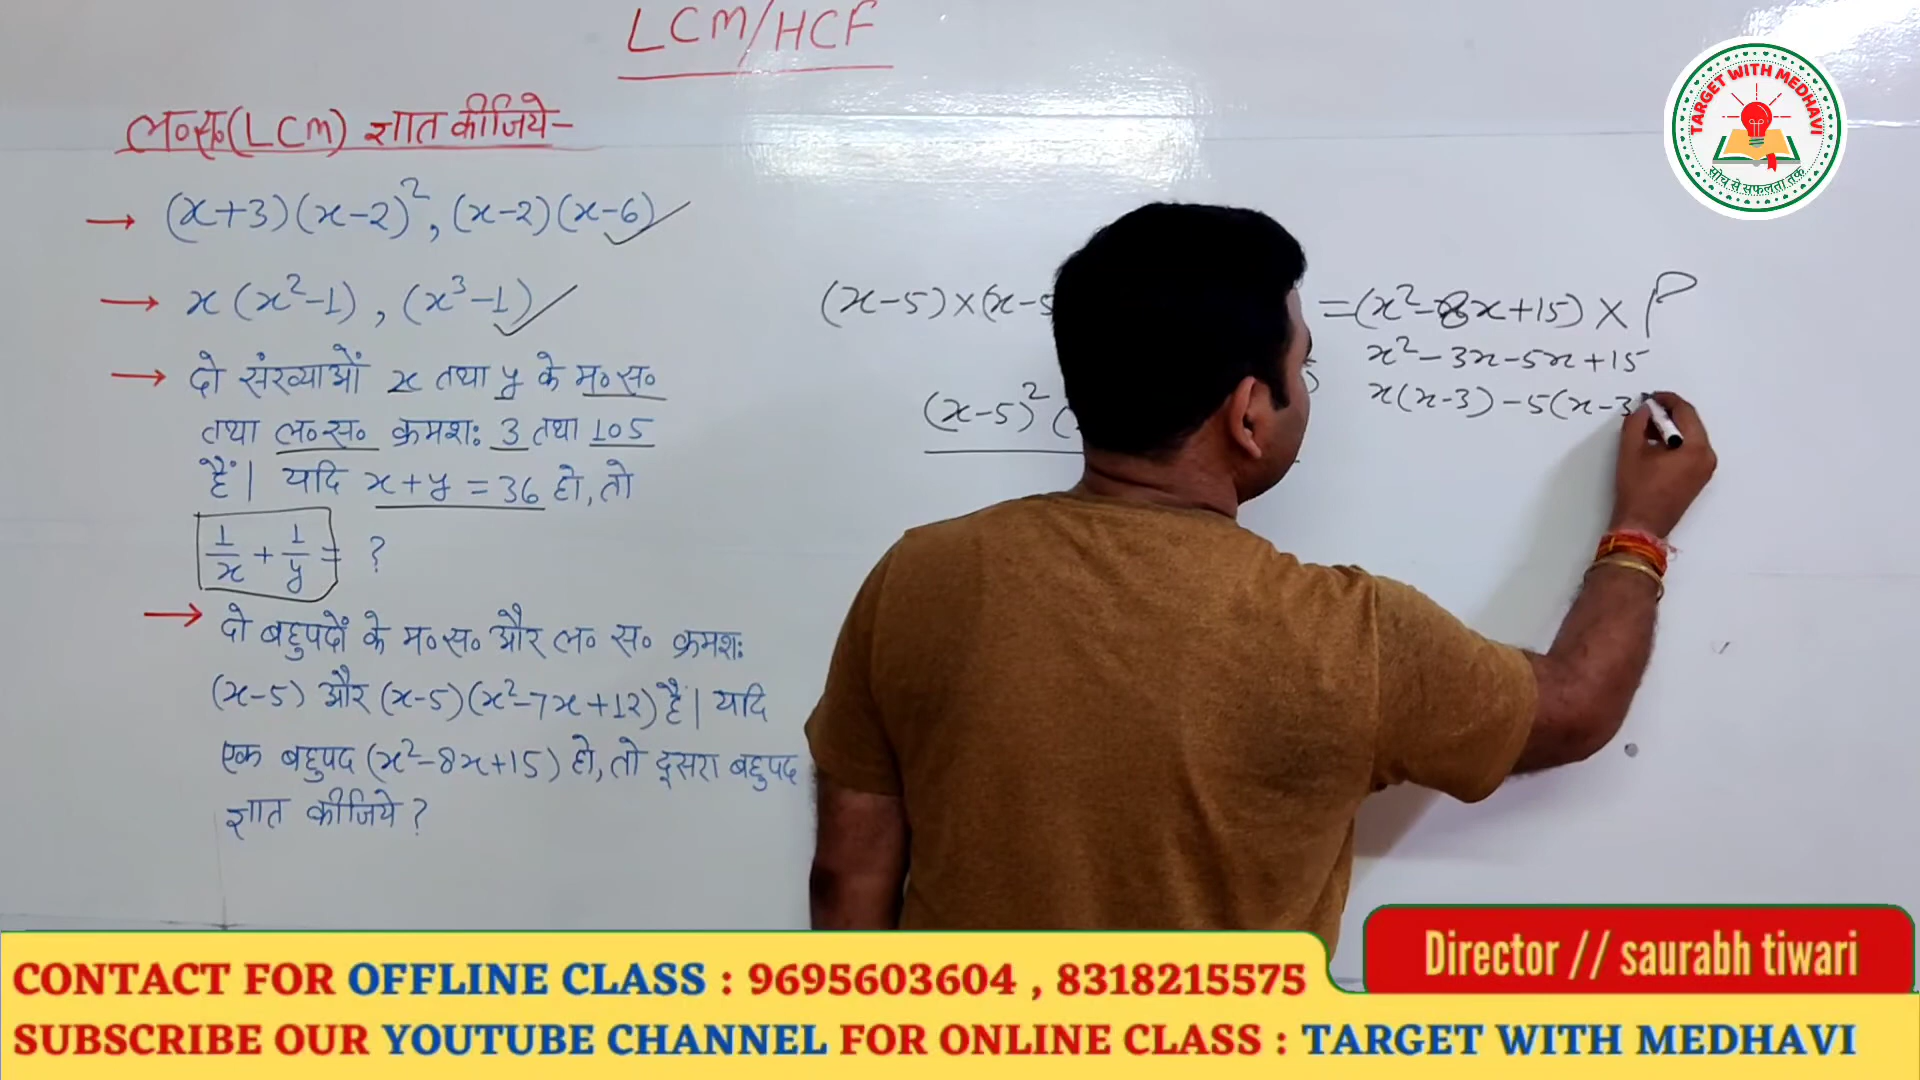 LCM/HCF
ल०स०(LCM) ज्ञात कीजिये-
→ (x+3)(x-2)², (x-2)(x-6)
→ x(x²-1), (x³-1)
→ दो संख्याओं x तथा y के म०स०
तथा ल०स० क्रमश: 3 तथा 105
हैं। यदि x+y=36 हो, तो
1/x + 1/y = ?
→ दो बहुपदों के म०स० और ल० स० क्रमश:
(x-5) और (x-5)(x²-7x+12) हैं। यदि
एक बहुपद (x²-8x+15) हो, तो दूसरा बहुपद
ज्ञात कीजिये?
(x-5)×(x-5
=(x²-8x+15)×P
(x-5)²(
x²-3x-5x+15
x(x-3)-5(x-3
TARGET WITH MEDHAVI
सोच से सफलता तक
Director // saurabh tiwari
CONTACT FOR OFFLINE CLASS : 9695603604 , 8318215575
SUBSCRIBE OUR YOUTUBE CHANNEL FOR ONLINE CLASS : TARGET WITH MEDHAVI